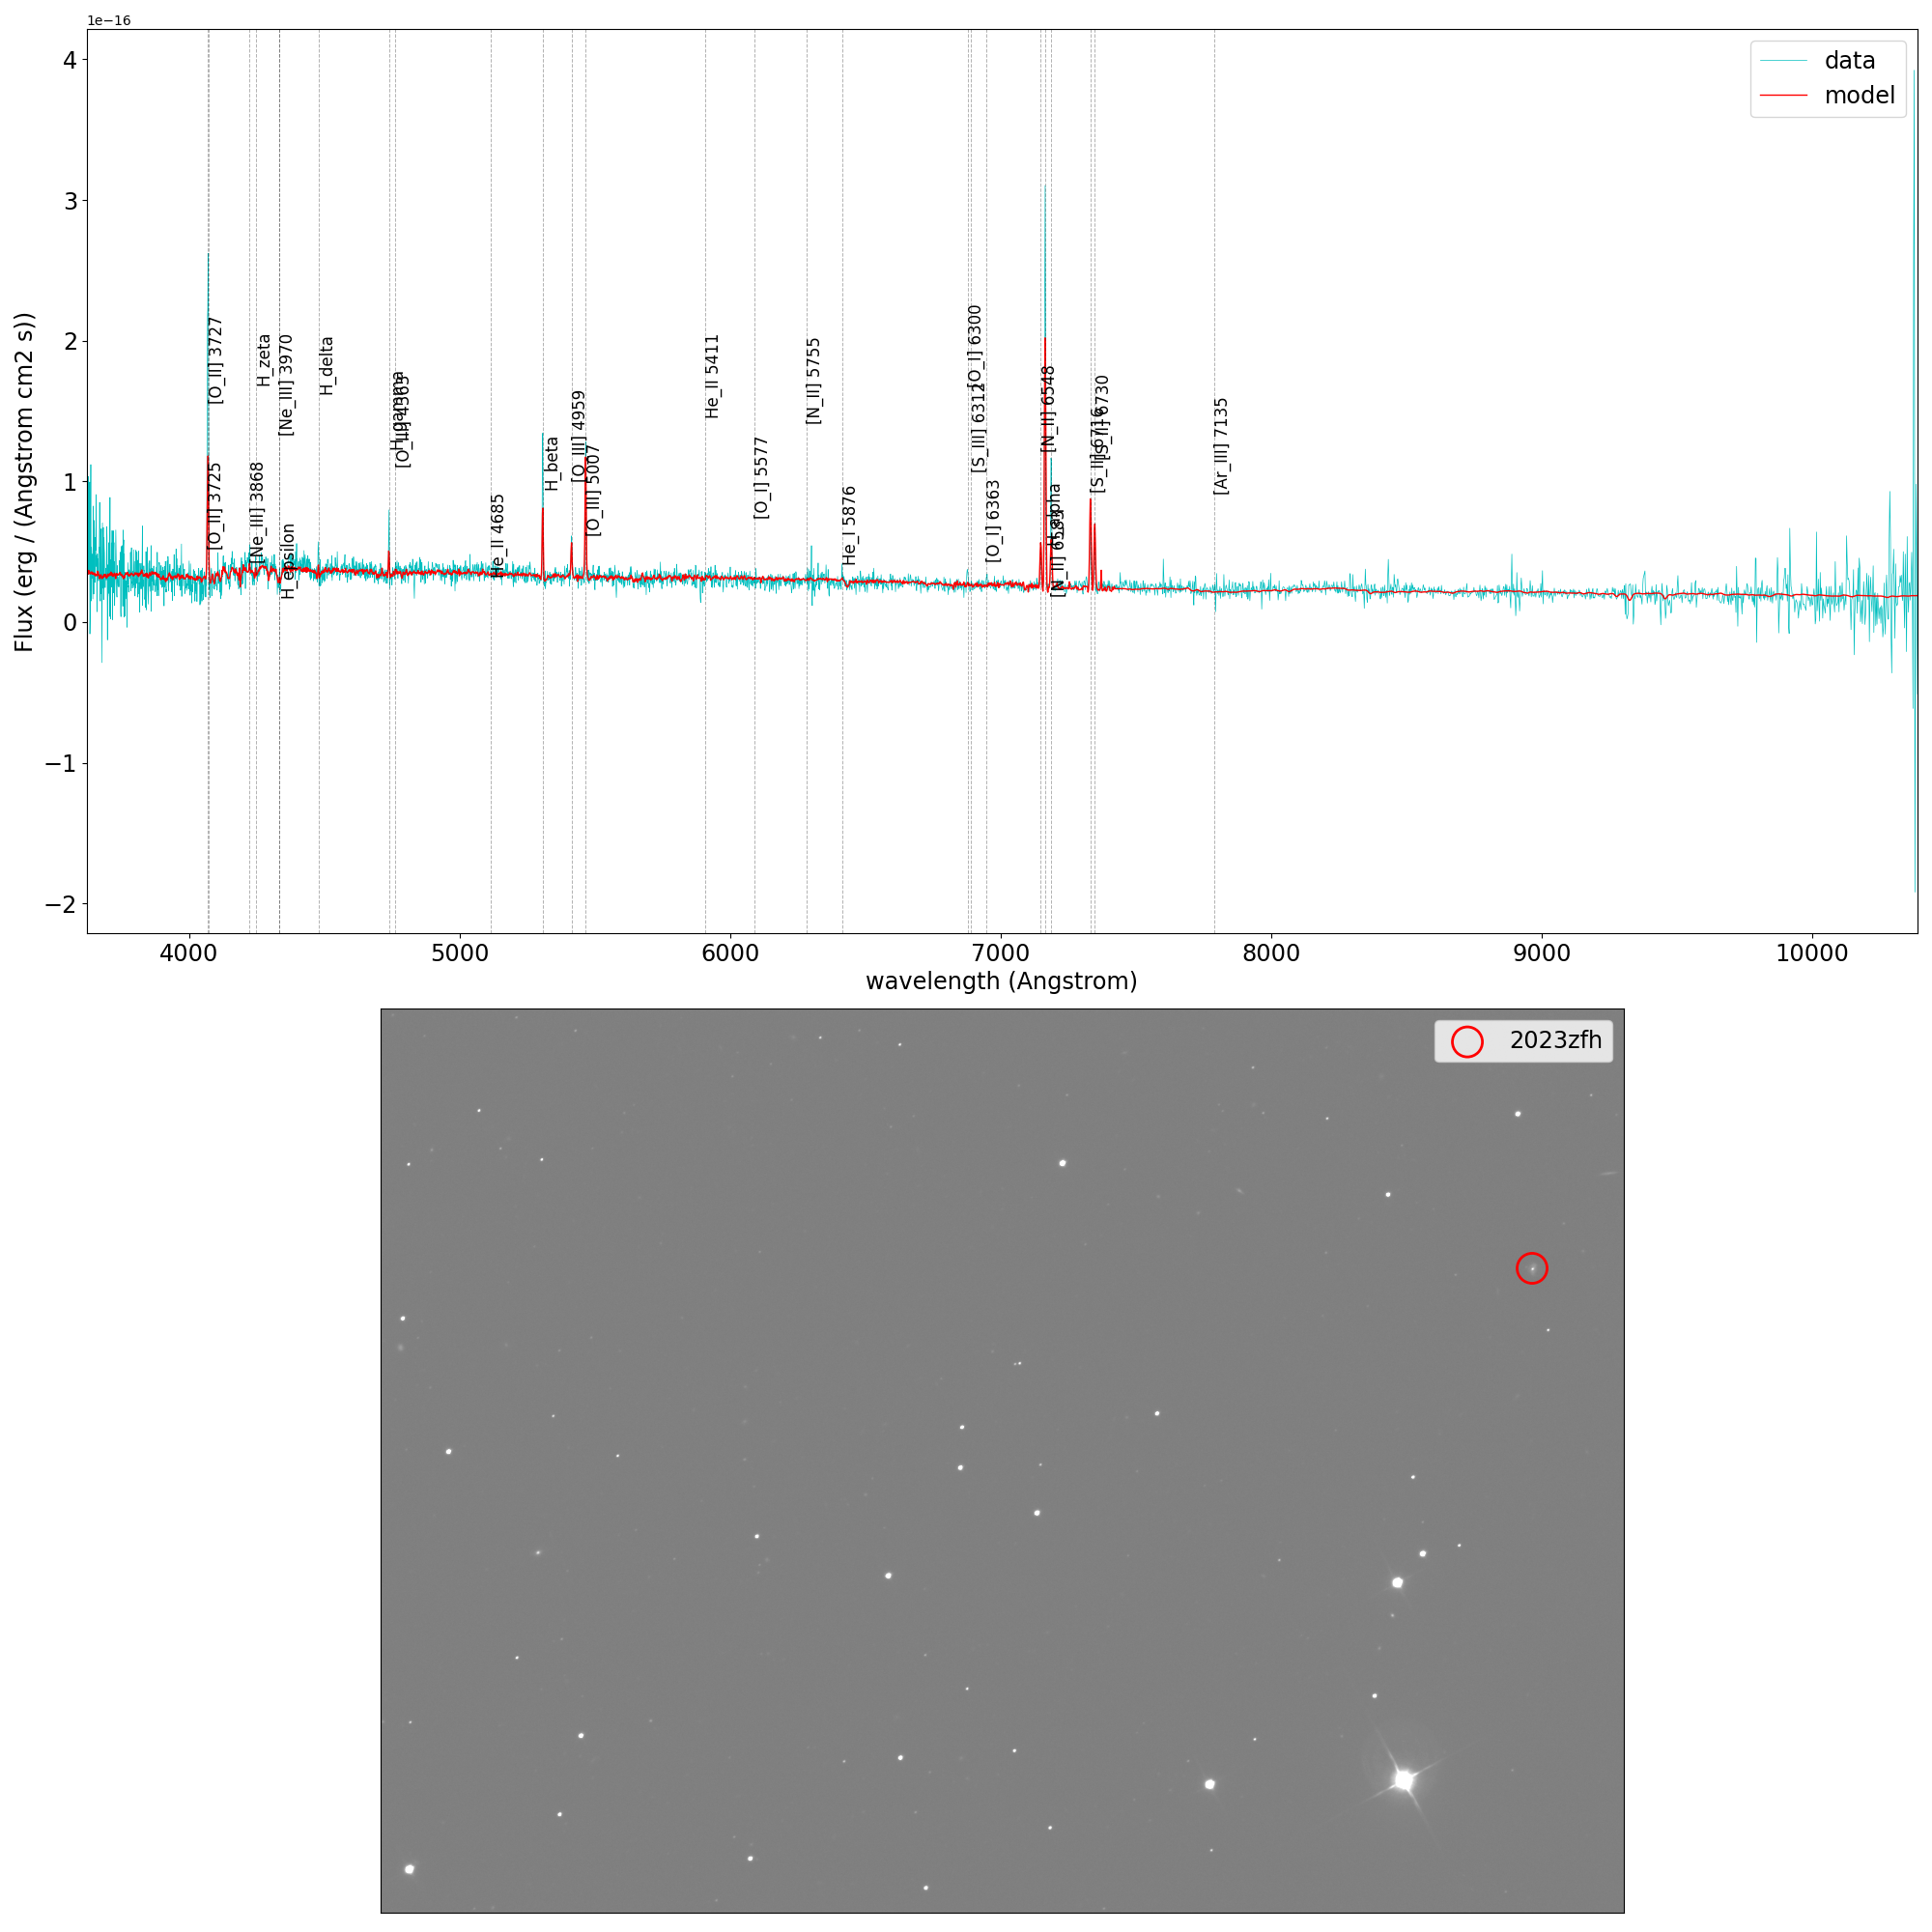 1e−16
data
model
4
3
2
1
0
−1
−2
Flux (erg / (Angstrom cm2 s))
[O_II] 3725
[O_II] 3727
[Ne_III] 3868
H_zeta
[Ne_III] 3970
H_epsilon
H_delta
H_gamma
[O_III] 4363
He_II 4685
H_beta
[O_III] 4959
[O_III] 5007
He_II 5411
[O_I] 5577
[N_II] 5755
He_I 5876
[O_I] 6300
[S_III] 6312
[O_I] 6363
[N_II] 6548
H_alpha
[N_II] 6583
[S_II] 6716
[S_II] 6730
[Ar_III] 7135
4000 5000 6000 7000 8000 9000 10000
wavelength (Angstrom)
2023zfh